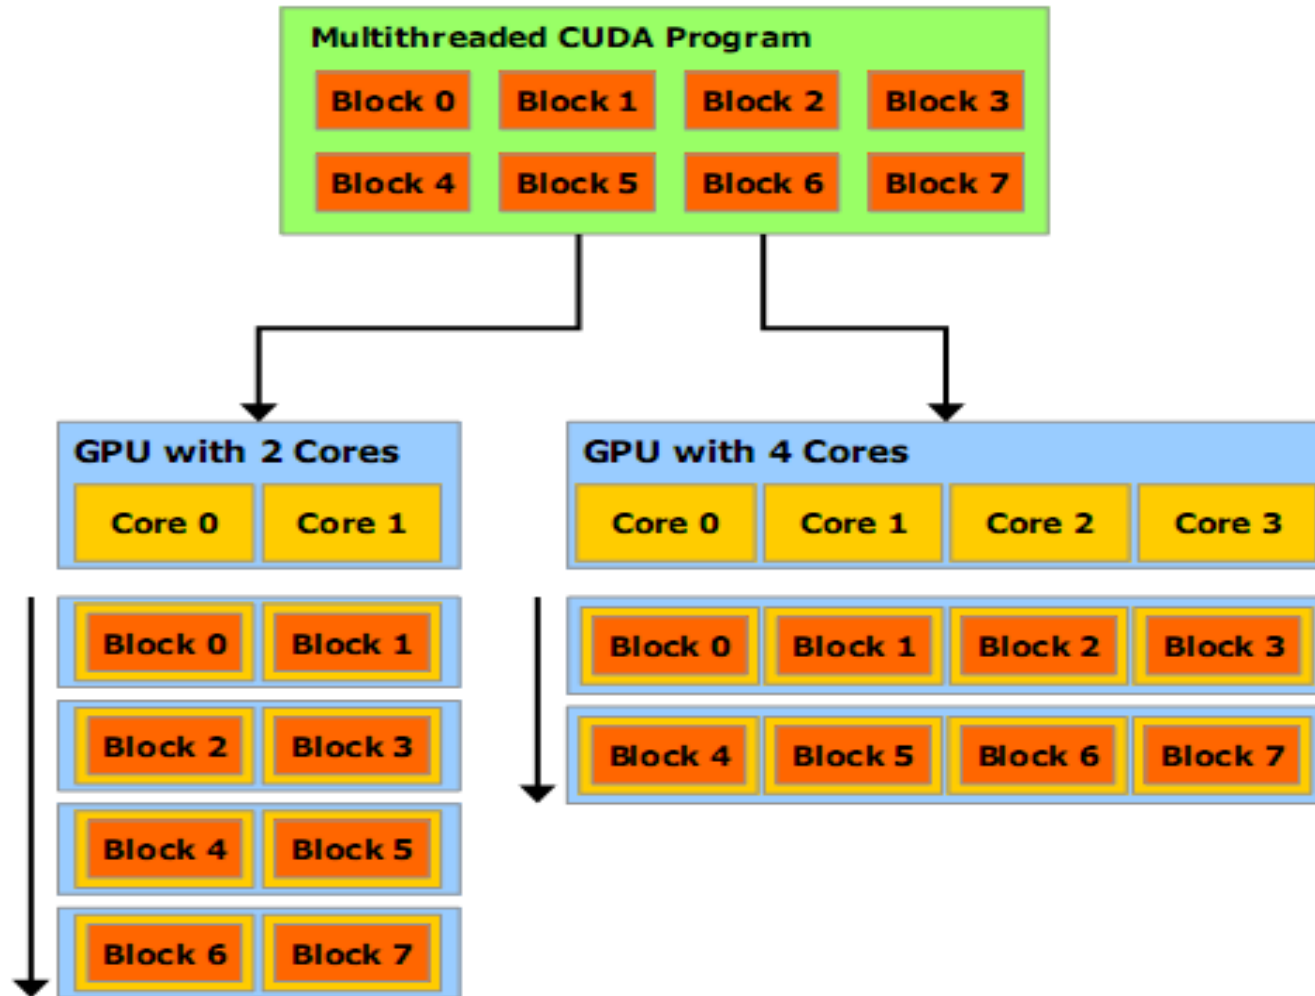 Multithreaded CUDA Program
Block 0 Block 1 Block 2 Block 3
Block 4 Block 5 Block 6 Block 7
GPU with 2 Cores
Core 0 Core 1
Block 0 Block 1
Block 2 Block 3
Block 4 Block 5
Block 6 Block 7
GPU with 4 Cores
Core 0 Core 1 Core 2 Core 3
Block 0 Block 1 Block 2 Block 3
Block 4 Block 5 Block 6 Block 7